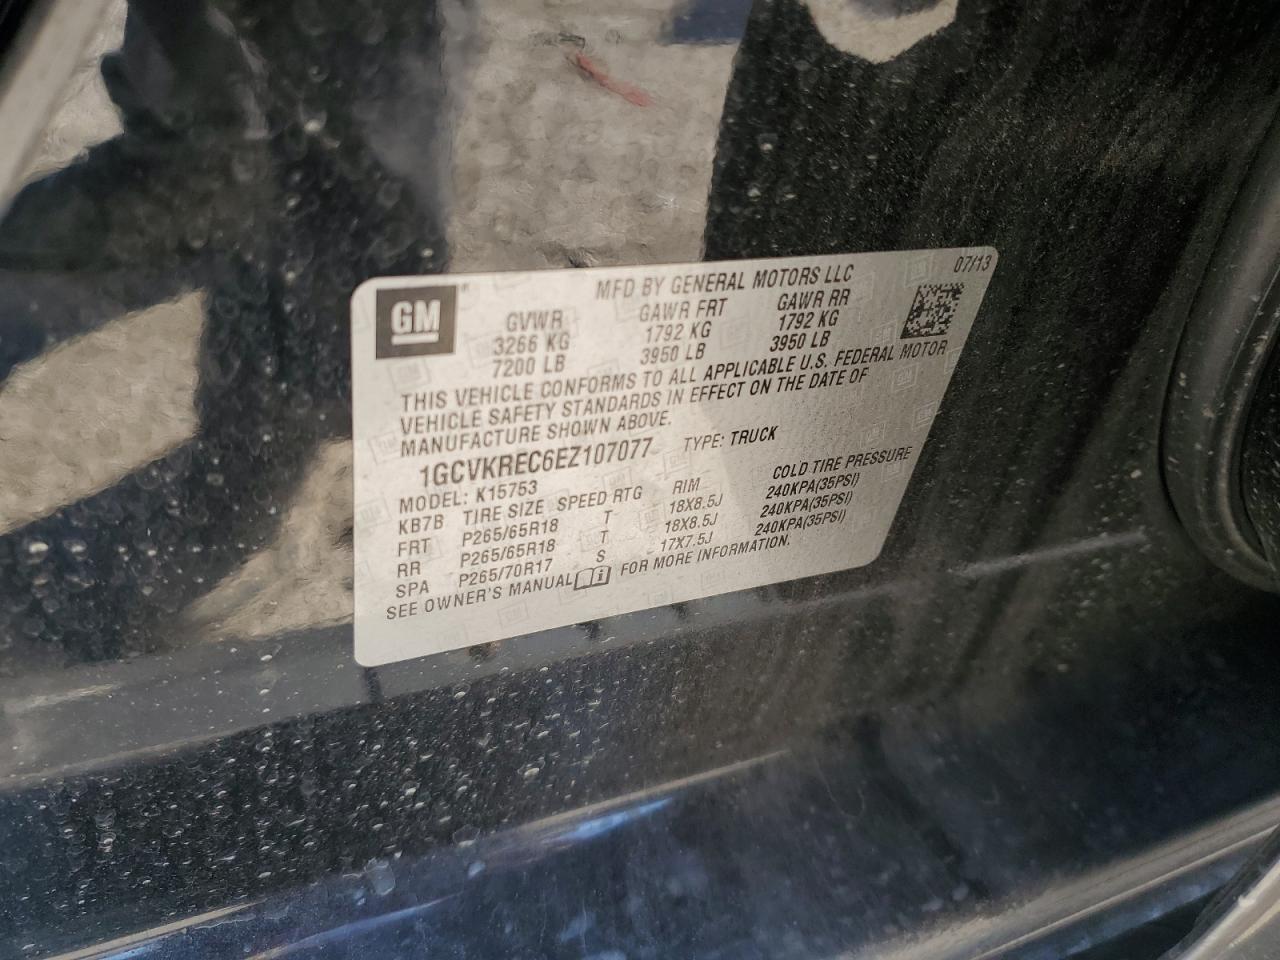 GM
MFD BY GENERAL MOTORS LLC 07/13
GVWR GAWR FRT GAWR RR
3266 KG 1792 KG 1792 KG
7200 LB 3950 LB 3950 LB
THIS VEHICLE CONFORMS TO ALL APPLICABLE U.S. FEDERAL MOTOR
VEHICLE SAFETY STANDARDS IN EFFECT ON THE DATE OF
MANUFACTURE SHOWN ABOVE.
1GCVKREC6EZ107077 TYPE: TRUCK
MODEL: K15753
KB7B TIRE SIZE SPEED RTG RIM COLD TIRE PRESSURE
FRT P265/65R18 T 18X8.5J 240KPA(35PSI)
RR P265/65R18 T 18X8.5J 240KPA(35PSI)
SPA P265/70R17 S 17X7.5J 240KPA(35PSI)
SEE OWNER'S MANUAL FOR MORE INFORMATION.